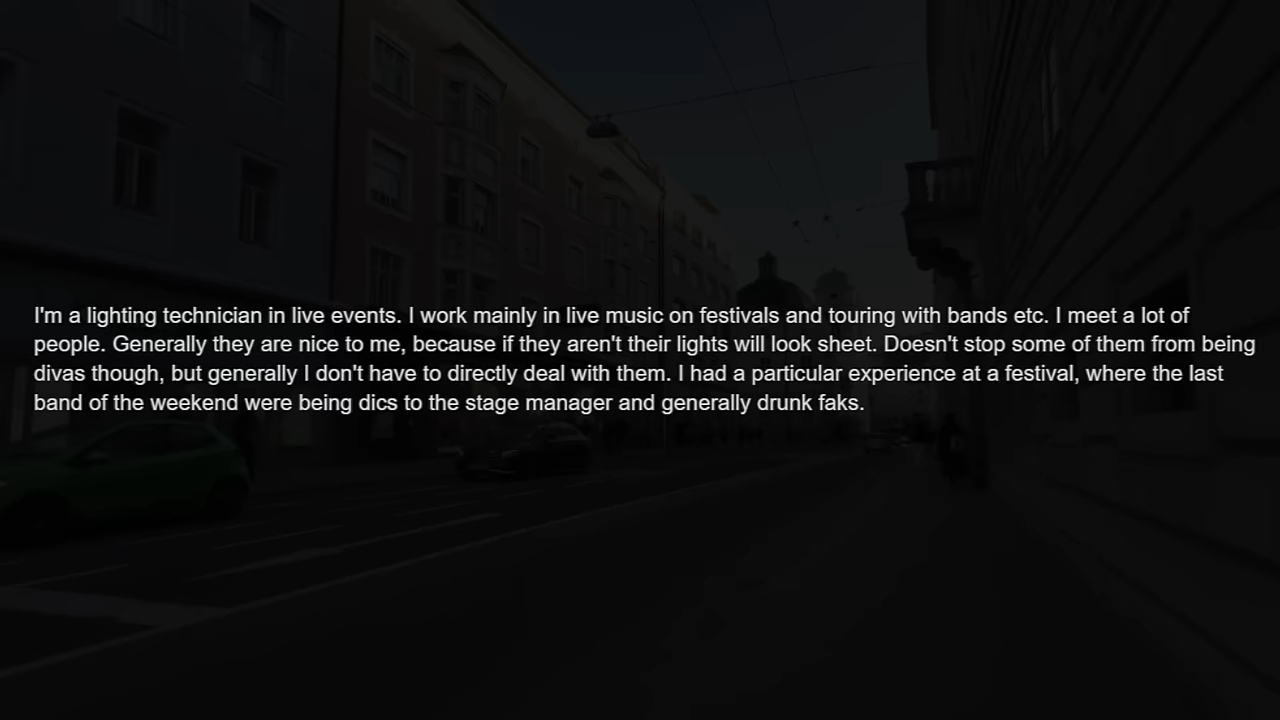 I'm a lighting technician in live events. I work mainly in live music on festivals and touring with bands etc. I meet a lot of
people. Generally they are nice to me, because if they aren't their lights will look sheet. Doesn't stop some of them from being
divas though, but generally I don't have to directly deal with them. I had a particular experience at a festival, where the last
band of the weekend were being dics to the stage manager and generally drunk faks.